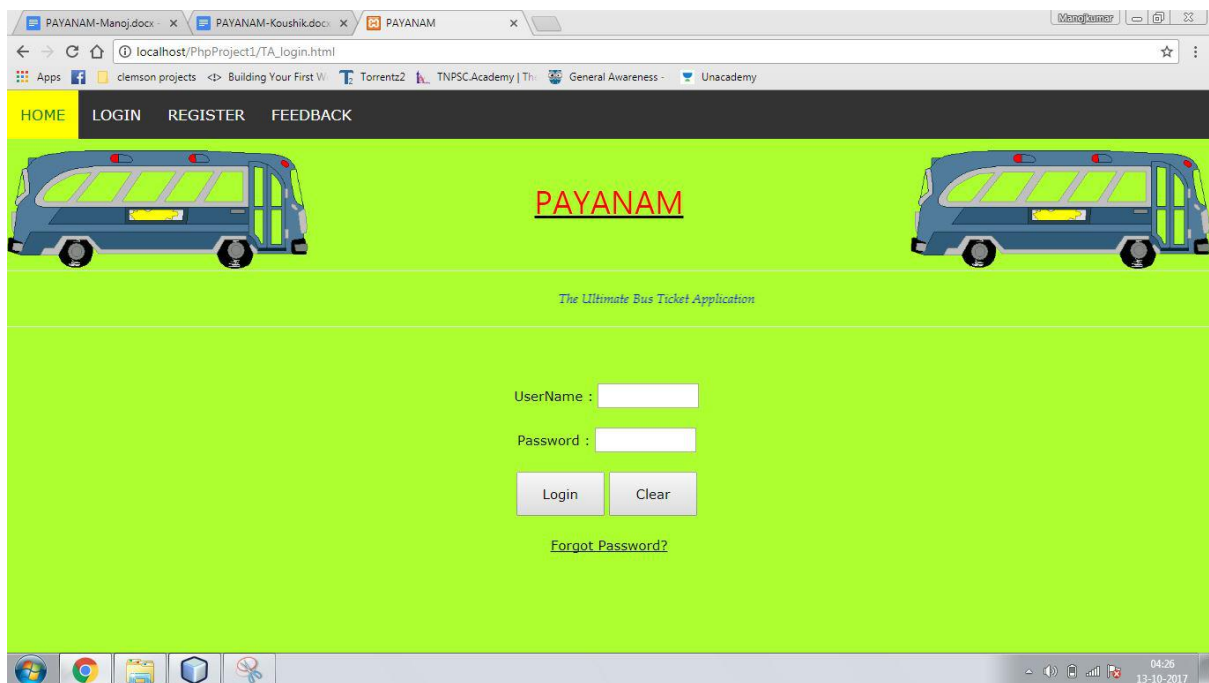 PAYANAM-Manoj.docx -
PAYANAM-Koushik.docx
PAYANAM
Manojkumar
localhost/PhpProject1/TA_login.html
Apps
clemson projects
Building Your First W
Torrentz2
TNPSC.Academy | Th
General Awareness -
Unacademy
HOME LOGIN REGISTER FEEDBACK
PAYANAM
The Ultimate Bus Ticket Application
UserName :
Password :
Login Clear
Forgot Password?
04:26
13-10-2017